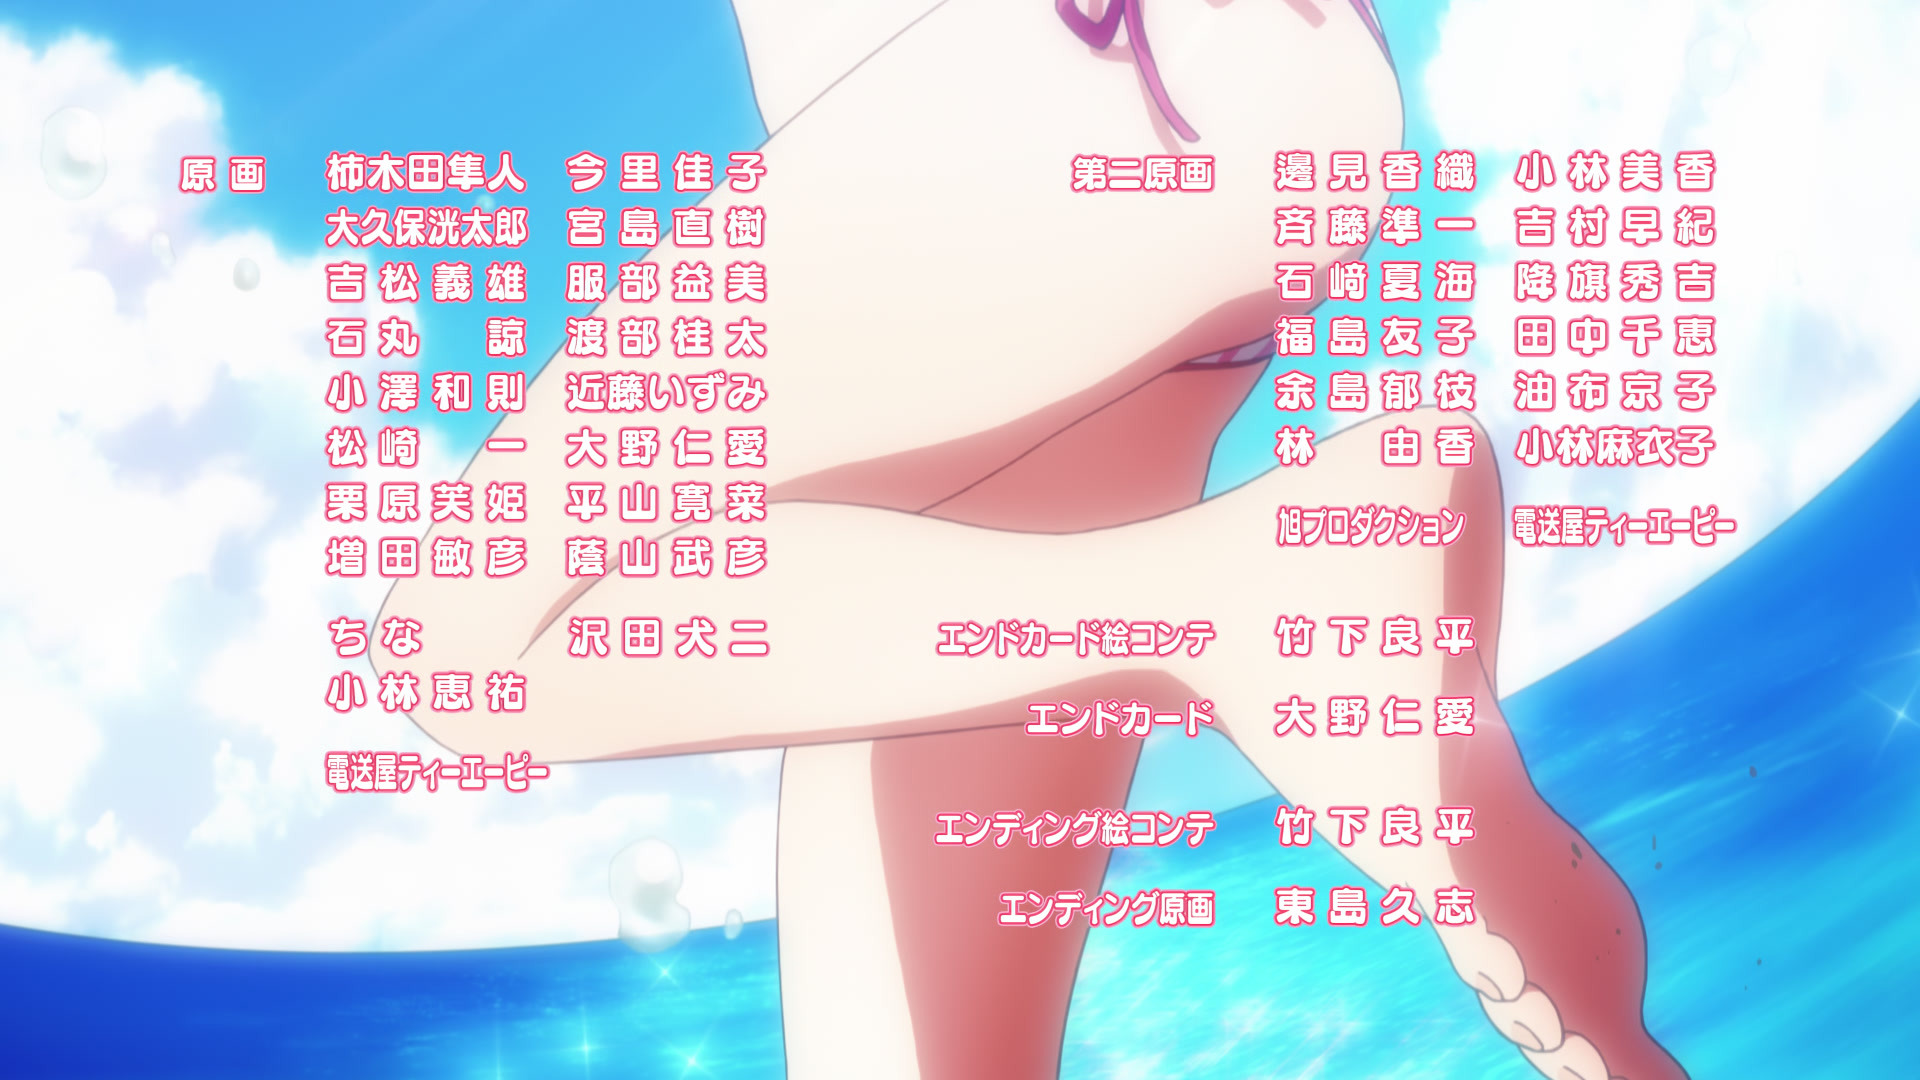 原画
柿木田隼人 今里佳子
大久保洸太郎 宮島直樹
吉松義雄 服部益美
石丸 諒 渡部桂太
小澤和則 近藤いずみ
松崎 一 大野仁愛
栗原芙姫 平山寛菜
増田敏彦 蔭山武彦
ちな 沢田犬二
小林恵祐
電送屋ティーエーピー
第二原画
邊見香織 小林美香
斉藤準一 吉村早紀
石﨑夏海 降旗秀吉
福島友子 田中千恵
余島郁枝 油布京子
林 由香 小林麻衣子
旭プロダクション 電送屋ティーエーピー
エンドカード絵コンテ 竹下良平
エンドカード 大野仁愛
エンディング絵コンテ 竹下良平
エンディング原画 東島久志